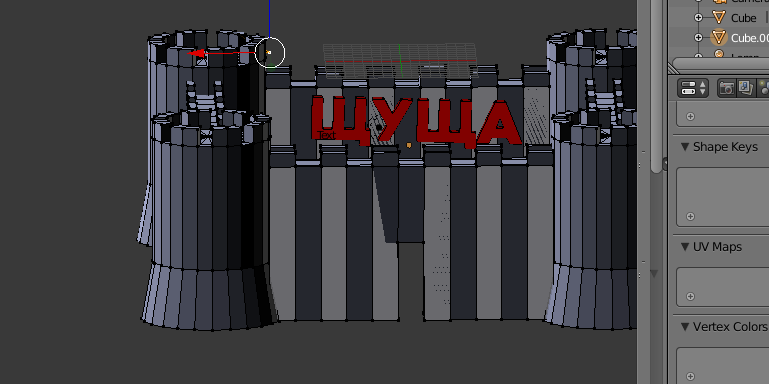 Cube
Cube.00
ЩУЩА
Shape Keys
UV Maps
Vertex Colors